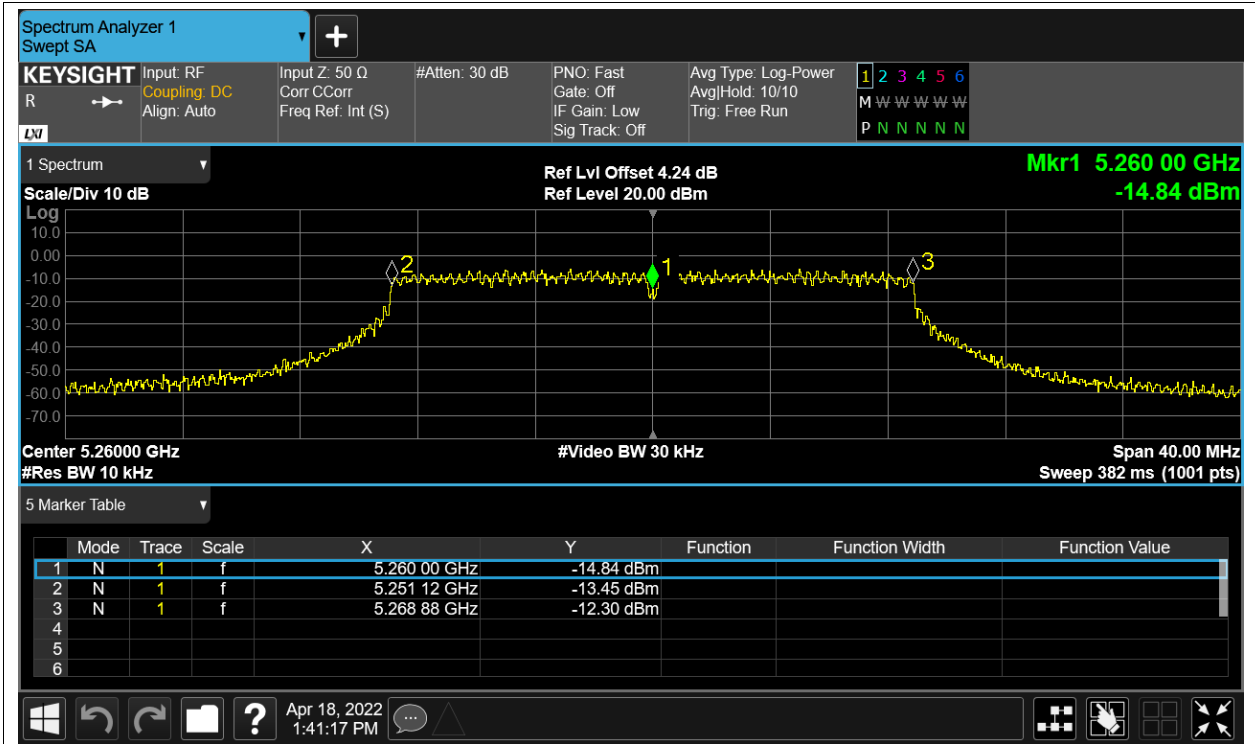 Spectrum Analyzer 1
Swept SA
KEYSIGHT Input: RF Input Z: 50 Ω #Atten: 30 dB PNO: Fast Avg Type: Log-Power 1 2 3 4 5 6
R Coupling: DC Corr CCorr Gate: Off Avg|Hold: 10/10 M W W W W W
Align: Auto Freq Ref: Int (S) IF Gain: Low Trig: Free Run
LXI Sig Track: Off P N N N N N
1 Spectrum Ref Lvl Offset 4.24 dB Mkr1 5.260 00 GHz
Scale/Div 10 dB Ref Level 20.00 dBm -14.84 dBm
Log
10.0
0.00
2 1 3
-10.0
-20.0
-30.0
-40.0
-50.0
-60.0
-70.0
Center 5.26000 GHz #Video BW 30 kHz Span 40.00 MHz
#Res BW 10 kHz Sweep 382 ms (1001 pts)
5 Marker Table
Mode Trace Scale X Y Function Function Width Function Value
1 N 1 f 5.260 00 GHz -14.84 dBm
2 N 1 f 5.251 12 GHz -13.45 dBm
3 N 1 f 5.268 88 GHz -12.30 dBm
4
5
6
? Apr 18, 2022
1:41:17 PM